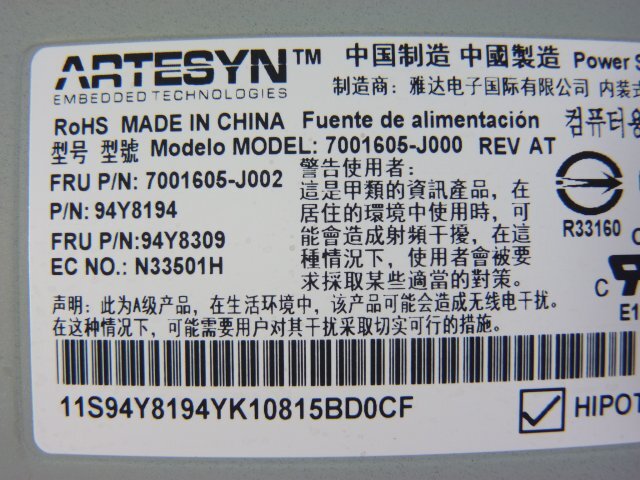 ARTESYN™ 中国制造 中國製造 Power S
EMBEDDED TECHNOLOGIES 制造商：雅达电子国际有限公司 内装式
RoHS MADE IN CHINA Fuente de alimentación 컴퓨터용
型号 型號 Modelo MODEL: 7001605-J000 REV AT
FRU P/N: 7001605-J002
P/N: 94Y8194
FRU P/N:94Y8309
EC NO.: N33501H
警告使用者:
這是甲類的資訊產品，在
居住的環境中使用時，可
能會造成射頻干擾，在這
種情況下，使用者會被要
求採取某些適當的對策。
R33160
C
E1
声明：此为A级产品，在生活环境中，该产品可能会造成无线电干扰。
在这种情况下，可能需要用户对其干扰采取切实可行的措施。
11S94Y8194YK10815BD0CF
HIPOT